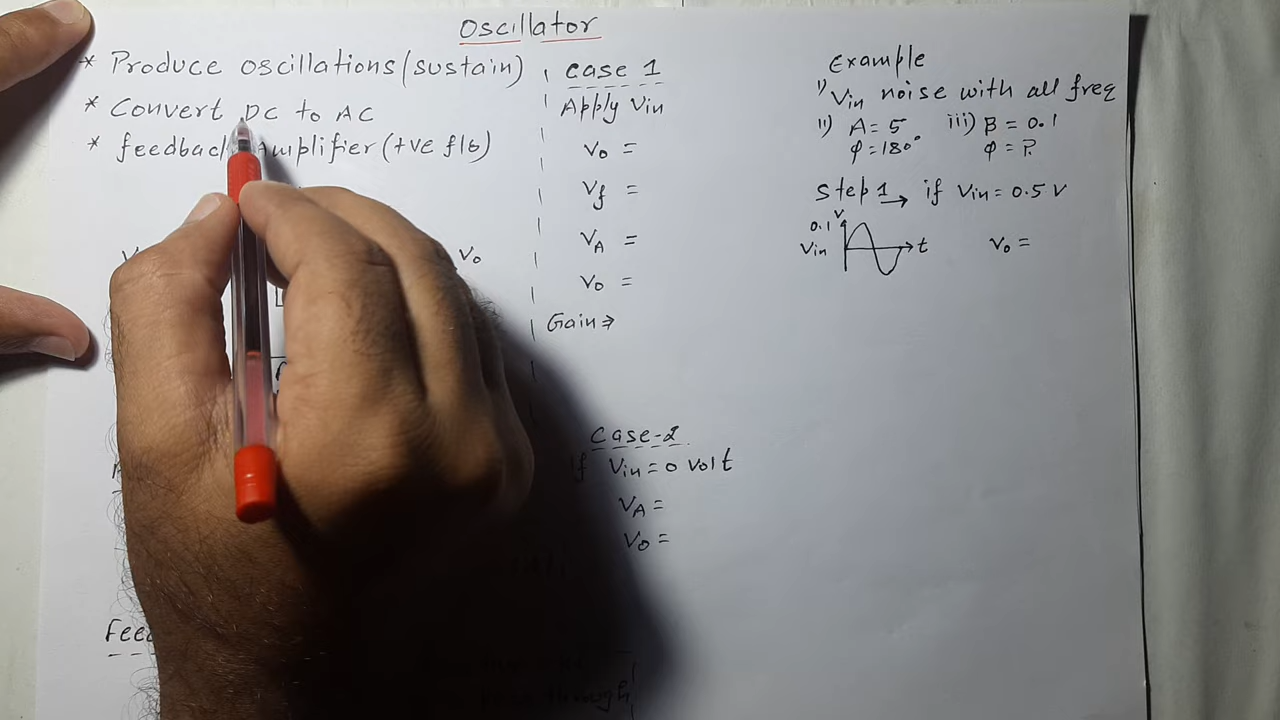 Oscillator
* Produce oscillations (sustain)
* Convert DC to AC
* feedback amplifier (+ve f/b)
Vo
Case 1
Apply Vin
Vo =
Vf =
VA =
Vo =
Gain ⇒
Case-2
If Vin = 0 volt
VA =
Vo =
Example
i) Vin noise with all freq
ii) A = 5 iii) B = 0.1
φ = 180° φ = ?
Step 1 → if Vin = 0.5 V
0.1 V
Vin t Vo =
Feed
through